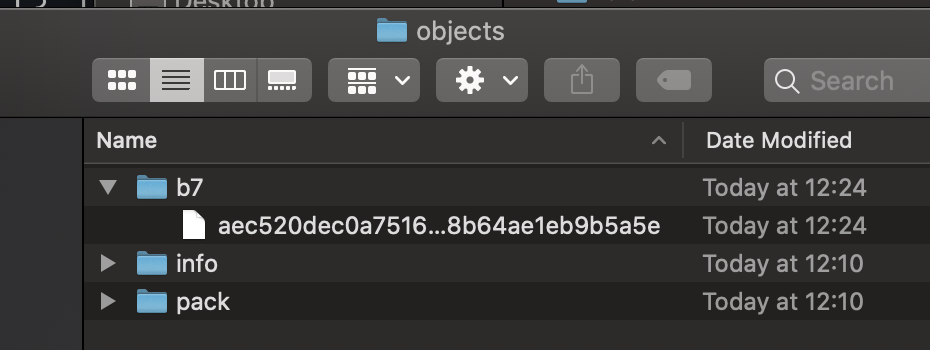 Desktop
objects
Search
Name Date Modified
b7 Today at 12:24
aec520dec0a7516...8b64ae1eb9b5a5e Today at 12:24
info Today at 12:10
pack Today at 12:10